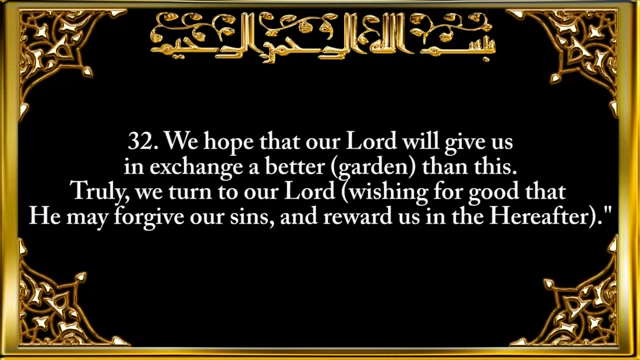 بسم الله الرحمن الرحيم
32. We hope that our Lord will give us
in exchange a better (garden) than this.
Truly, we turn to our Lord (wishing for good that
He may forgive our sins, and reward us in the Hereafter)."